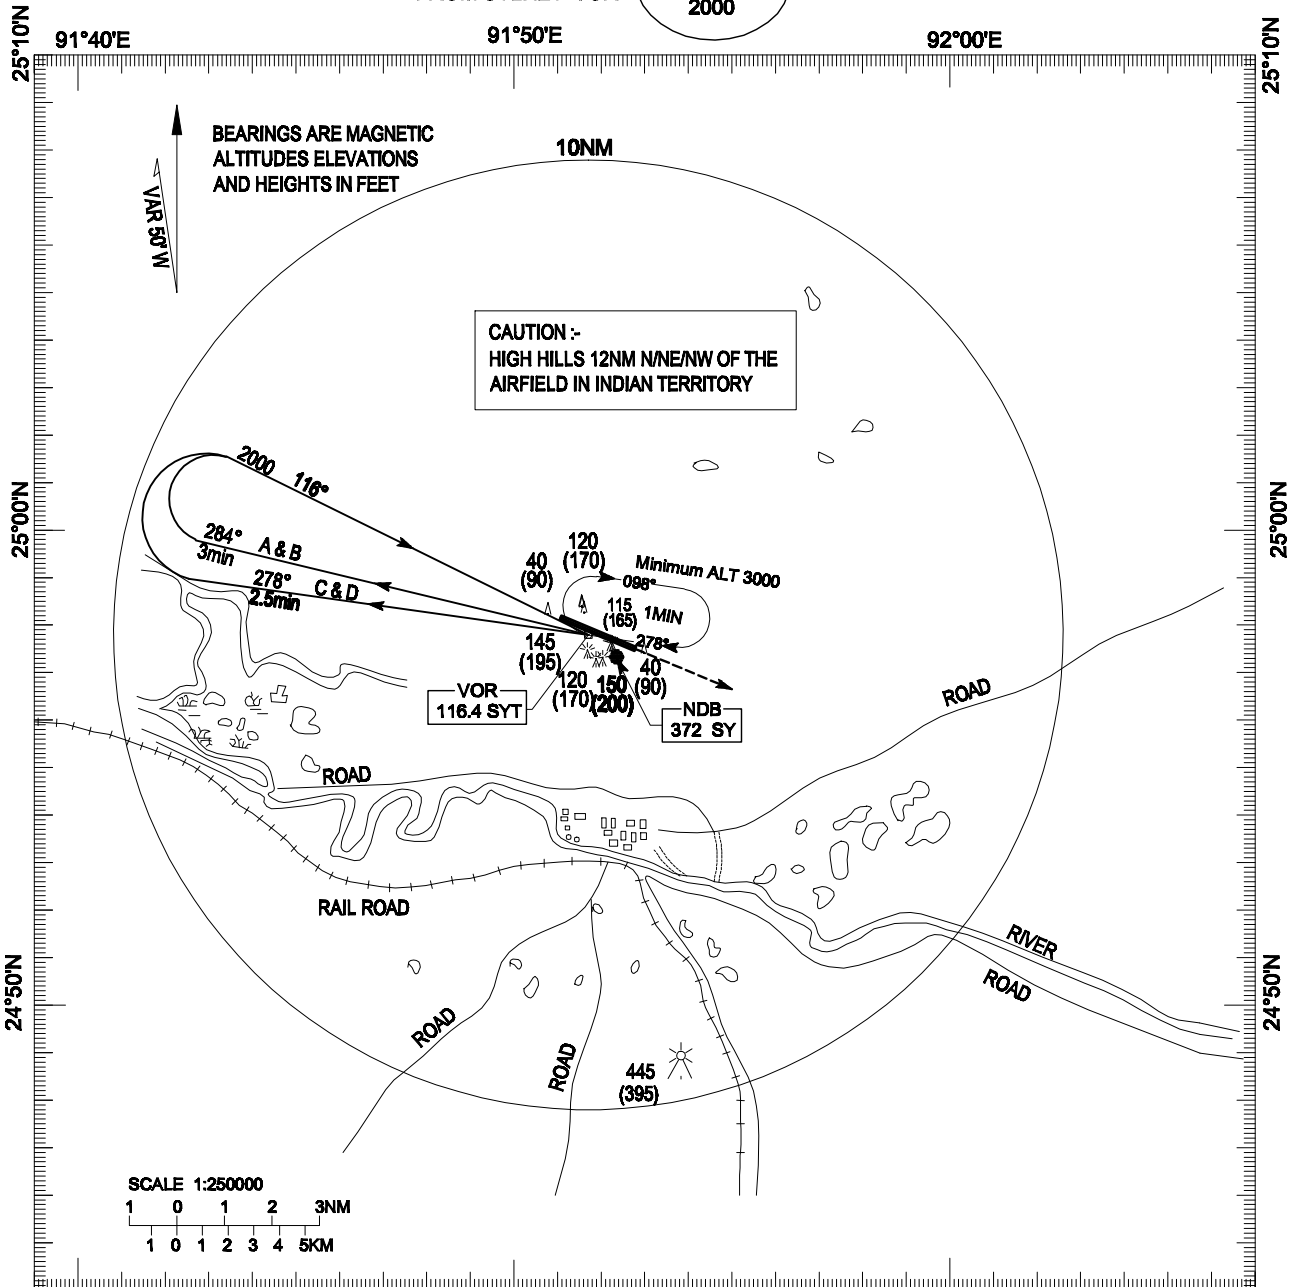 2000
91°40'E
91°50'E
92°00'E
25°10'N
25°10'N
BEARINGS ARE MAGNETIC
ALTITUDES ELEVATIONS
AND HEIGHTS IN FEET
VAR 50' W
10NM
CAUTION :-
HIGH HILLS 12NM N/NE/NW OF THE
AIRFIELD IN INDIAN TERRITORY
2000 116°
25°00'N
25°00'N
284° A & B
3min
278° C & D
2.5min
40
(90)
120
(170)
Minimum ALT 3000
098°
115
(165)
1MIN
278°
145
(195)
120
(170)
150
(200)
40
(90)
VOR
116.4 SYT
NDB
372 SY
ROAD
ROAD
RAIL ROAD
RIVER
ROAD
24°50'N
24°50'N
ROAD
ROAD
445
(395)
SCALE 1:250000
1 0 1 2 3NM
1 0 1 2 3 4 5KM